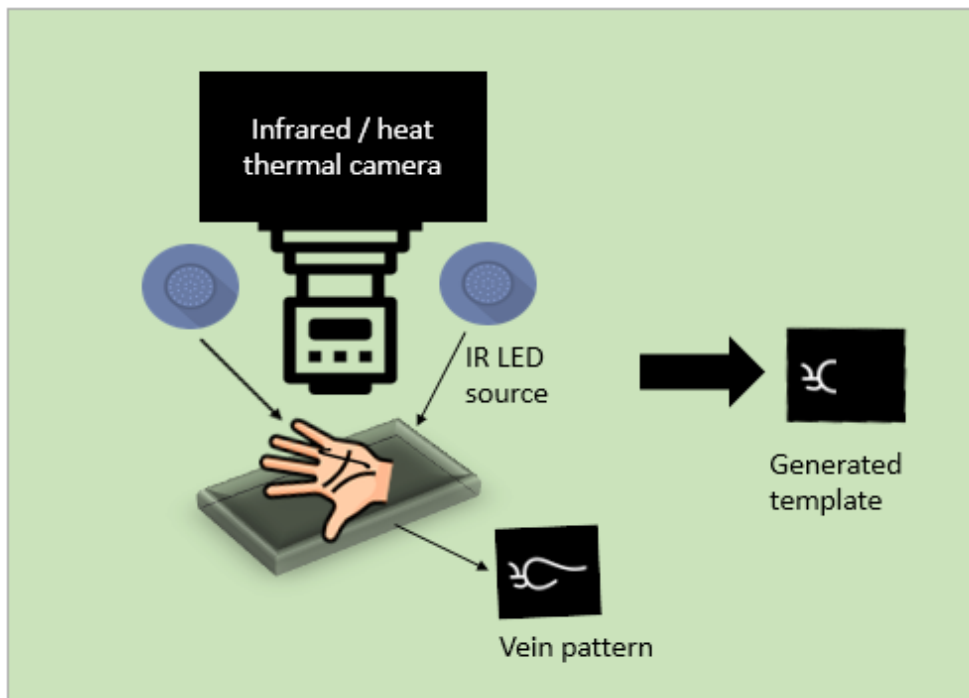 Infrared / heat
thermal camera
IR LED
source
Generated
template
Vein pattern